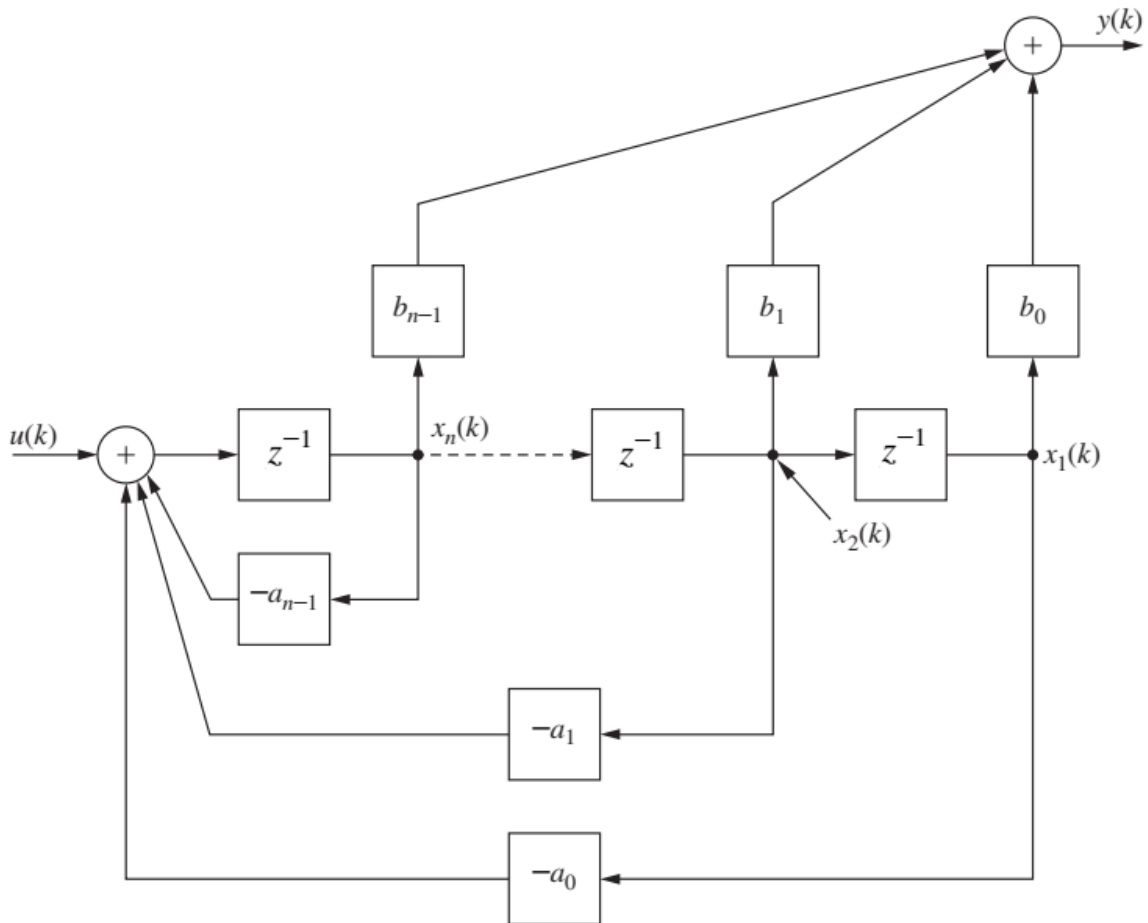 y(k)
+
b_{n−1}
b_1
b_0
u(k)
+
z^{−1}
x_n(k)
z^{−1}
z^{−1}
x_1(k)
x_2(k)
−a_{n−1}
−a_1
−a_0